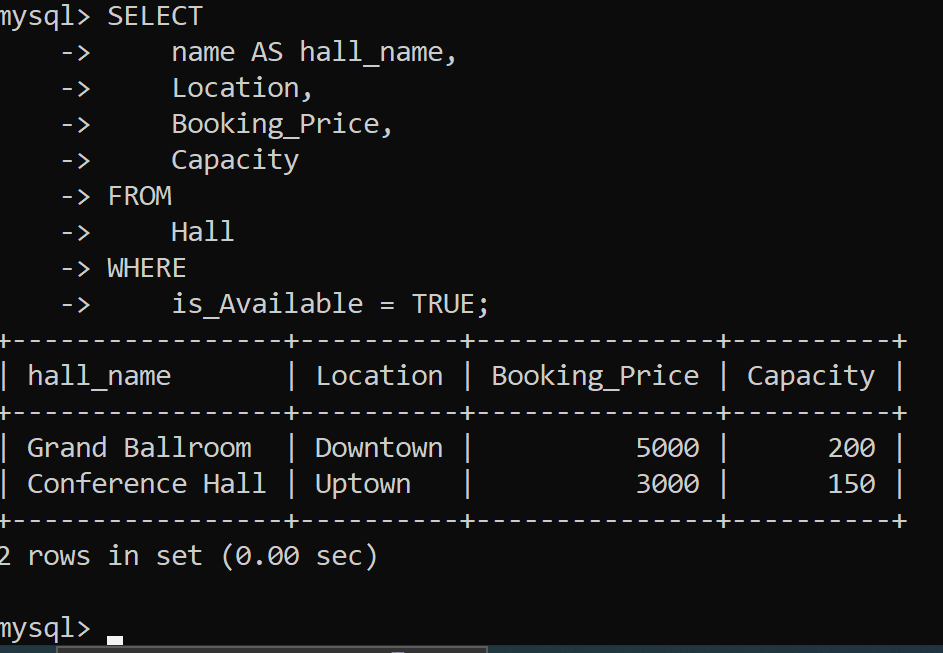 mysql> SELECT
    ->     name AS hall_name,
    ->     Location,
    ->     Booking_Price,
    ->     Capacity
    -> FROM
    ->     Hall
    -> WHERE
    ->     is_Available = TRUE;
+-----------------+----------+---------------+----------+
| hall_name       | Location | Booking_Price | Capacity |
+-----------------+----------+---------------+----------+
| Grand Ballroom  | Downtown |          5000 |      200 |
| Conference Hall | Uptown   |          3000 |      150 |
+-----------------+----------+---------------+----------+
2 rows in set (0.00 sec)
mysql>